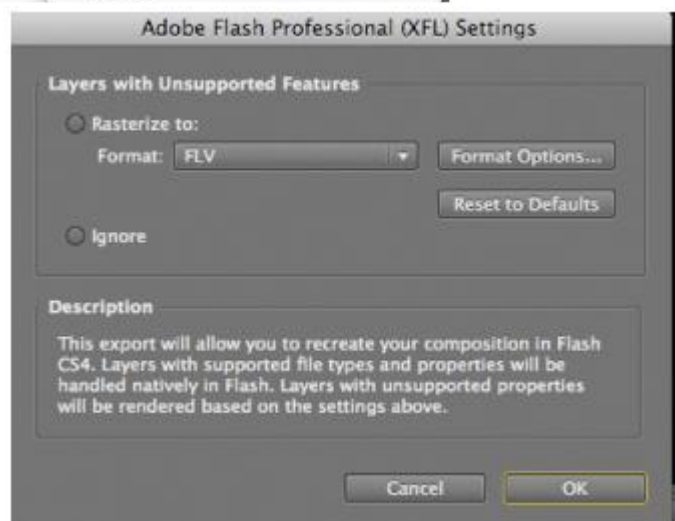 Adobe Flash Professional (XFL) Settings
Layers with Unsupported Features
Rasterize to:
Format: FLV Format Options...
Reset to Defaults
Ignore
Description
This export will allow you to recreate your composition in Flash
CS4. Layers with supported file types and properties will be
handled natively in Flash. Layers with unsupported properties
will be rendered based on the settings above.
Cancel OK